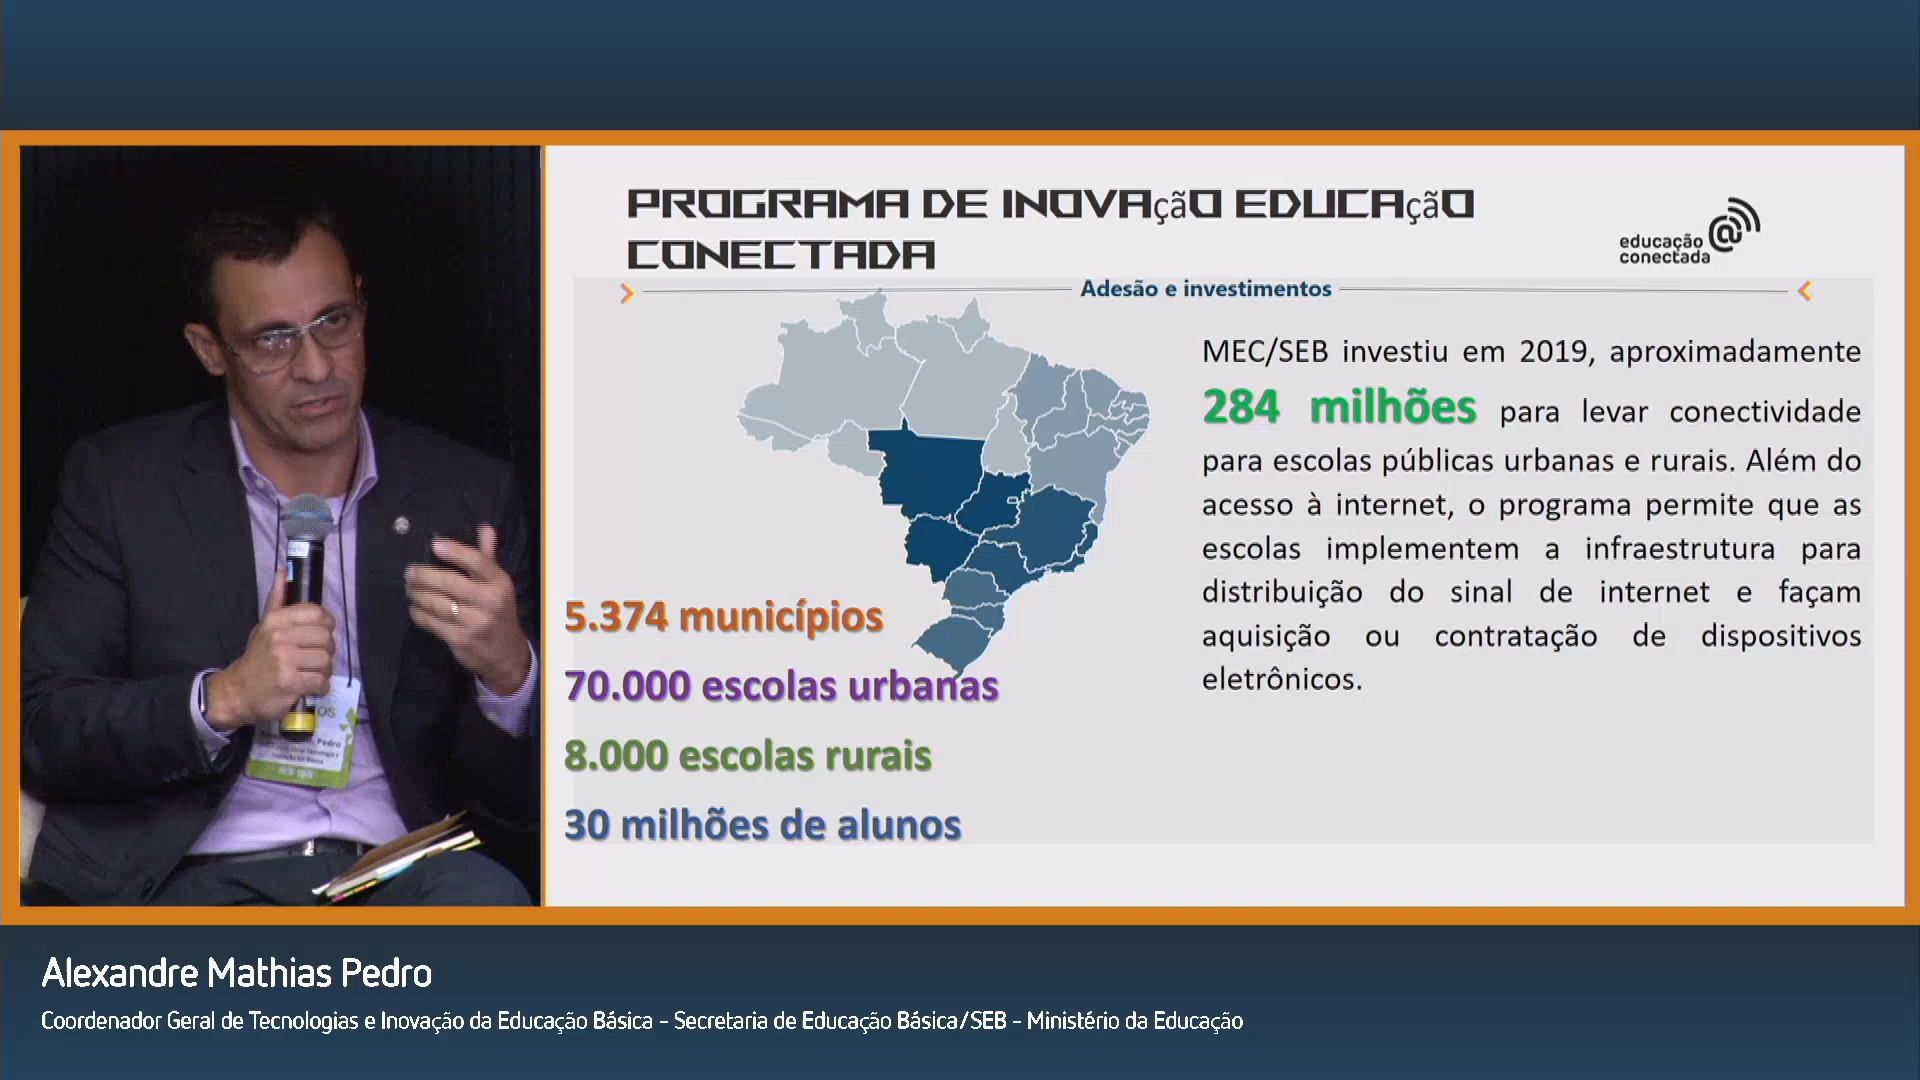 PROGRAMA DE INOVAçãO EDUCAçãO
CONECTADA
educação
conectada
Adesão e investimentos
MEC/SEB investiu em 2019, aproximadamente
284 milhões para levar conectividade
para escolas públicas urbanas e rurais. Além do
acesso à internet, o programa permite que as
escolas implementem a infraestrutura para
distribuição do sinal de internet e façam
aquisição ou contratação de dispositivos
eletrônicos.
5.374 municípios
70.000 escolas urbanas
8.000 escolas rurais
30 milhões de alunos
Pedro
Alexandre Mathias Pedro
Coordenador Geral de Tecnologias e Inovação da Educação Básica - Secretaria de Educação Básica/SEB - Ministério da Educação